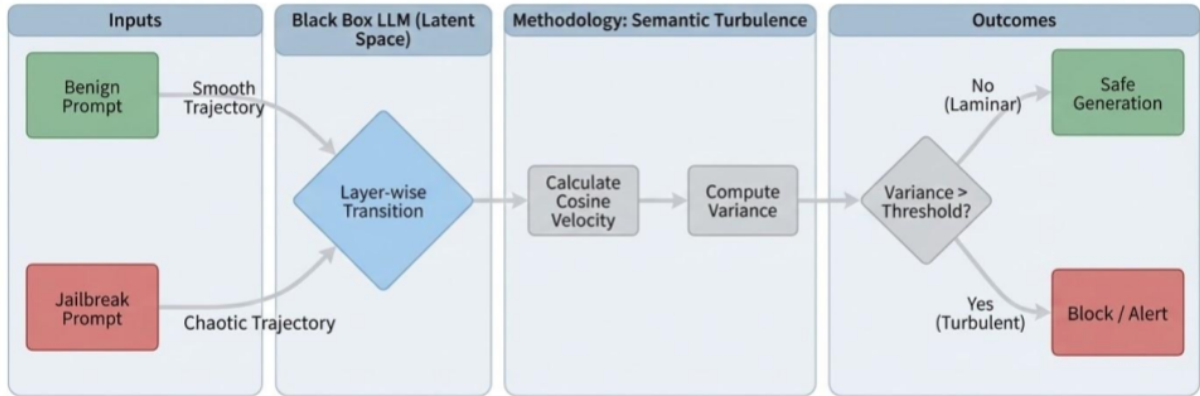 Inputs
Benign
Prompt
Jailbreak
Prompt
Smooth
Trajectory
Chaotic Trajectory
Black Box LLM (Latent
Space)
Layer-wise
Transition
Methodology: Semantic Turbulence
Calculate
Cosine
Velocity
Compute
Variance
Outcomes
Variance >
Threshold?
No
(Laminar)
Safe
Generation
Yes
(Turbulent)
Block / Alert